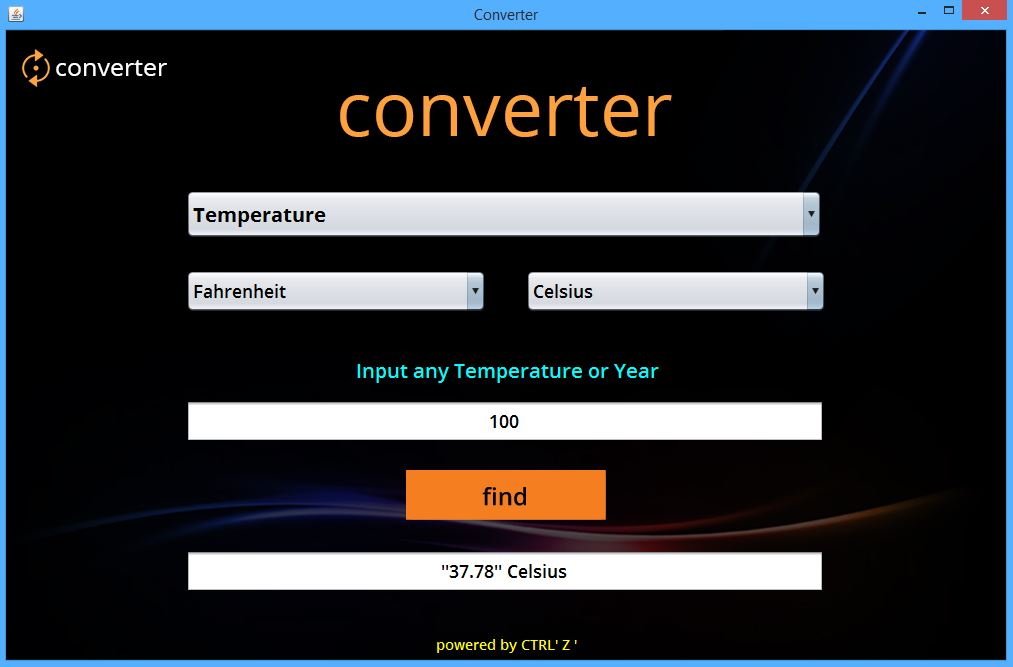 Converter
converter
converter
Temperature
Fahrenheit
Celsius
Input any Temperature or Year
100
find
"37.78" Celsius
powered by CTRL' Z '